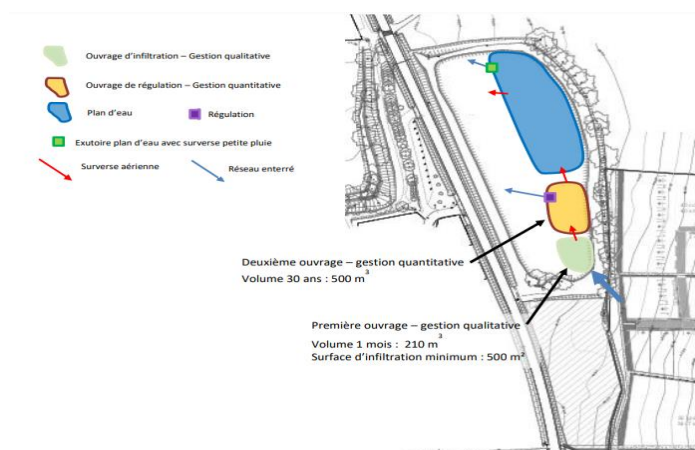 Ouvrage d'infiltration – Gestion qualitative
Ouvrage de régulation – Gestion quantitative
Plan d'eau
Régulation
Exutoire plan d'eau avec surverse petite pluie
Surverse aérienne
Réseau enterré
Deuxième ouvrage – gestion quantitative
Volume 30 ans : 500 m³
Première ouvrage – gestion qualitative
Volume 1 mois : 210 m³
Surface d'infiltration minimum : 500 m²